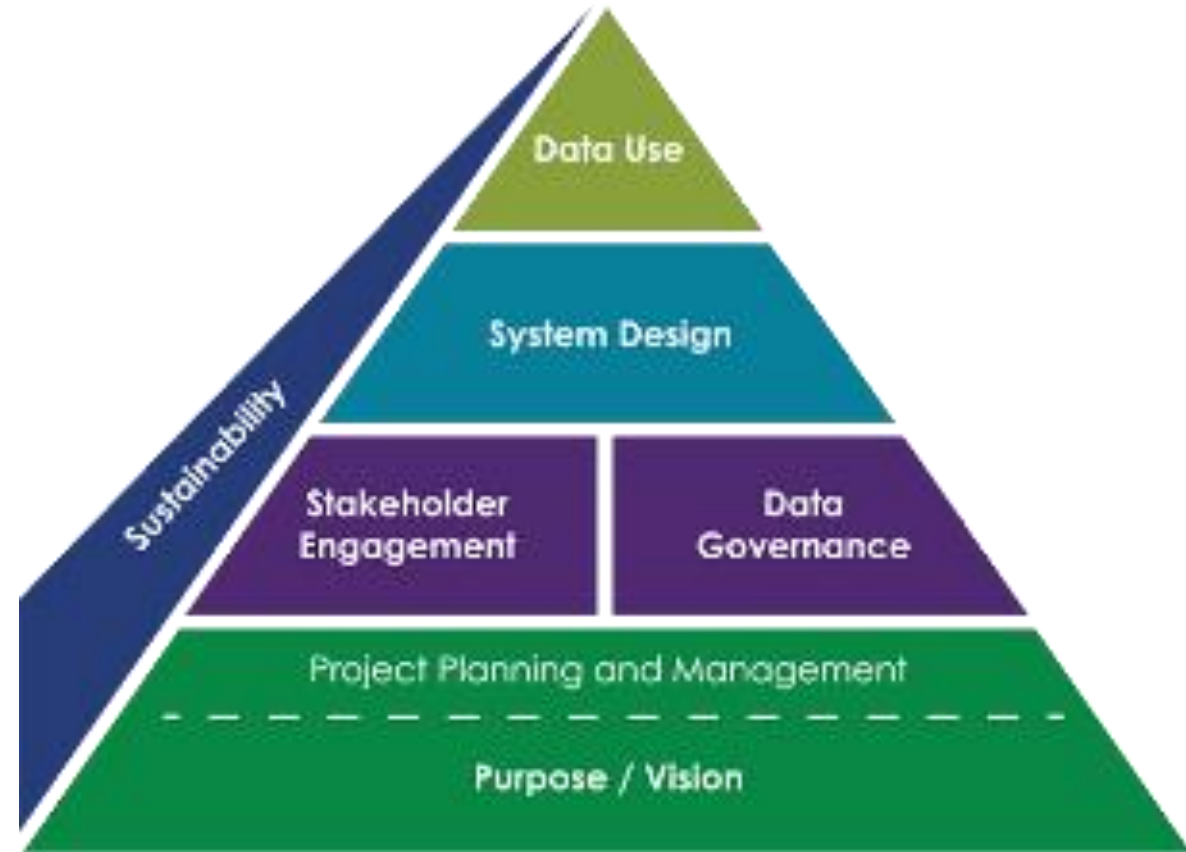 Data Use
System Design
Sustainability
Stakeholder
Engagement
Data
Governance
Project Planning and Management
Purpose / Vision